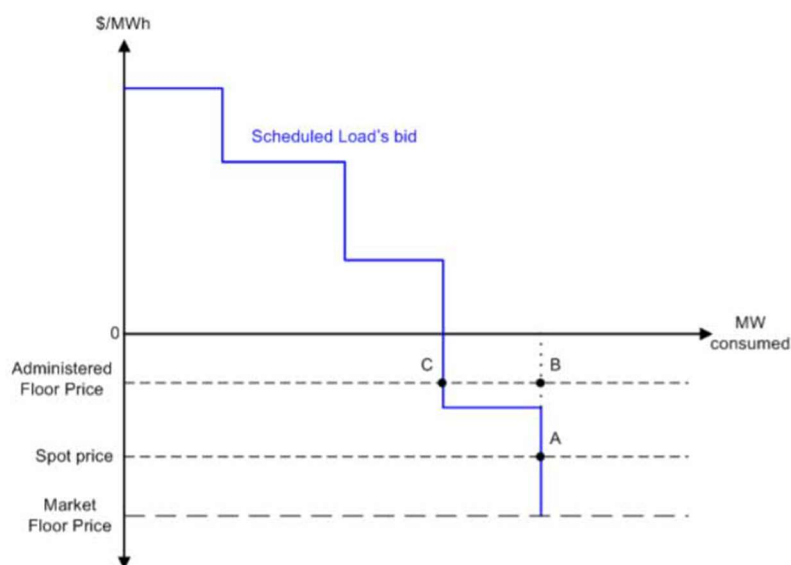 $/MWh
Scheduled Load's bid
0
MW
consumed
Administered
Floor Price
C
B
A
Spot price
Market
Floor Price